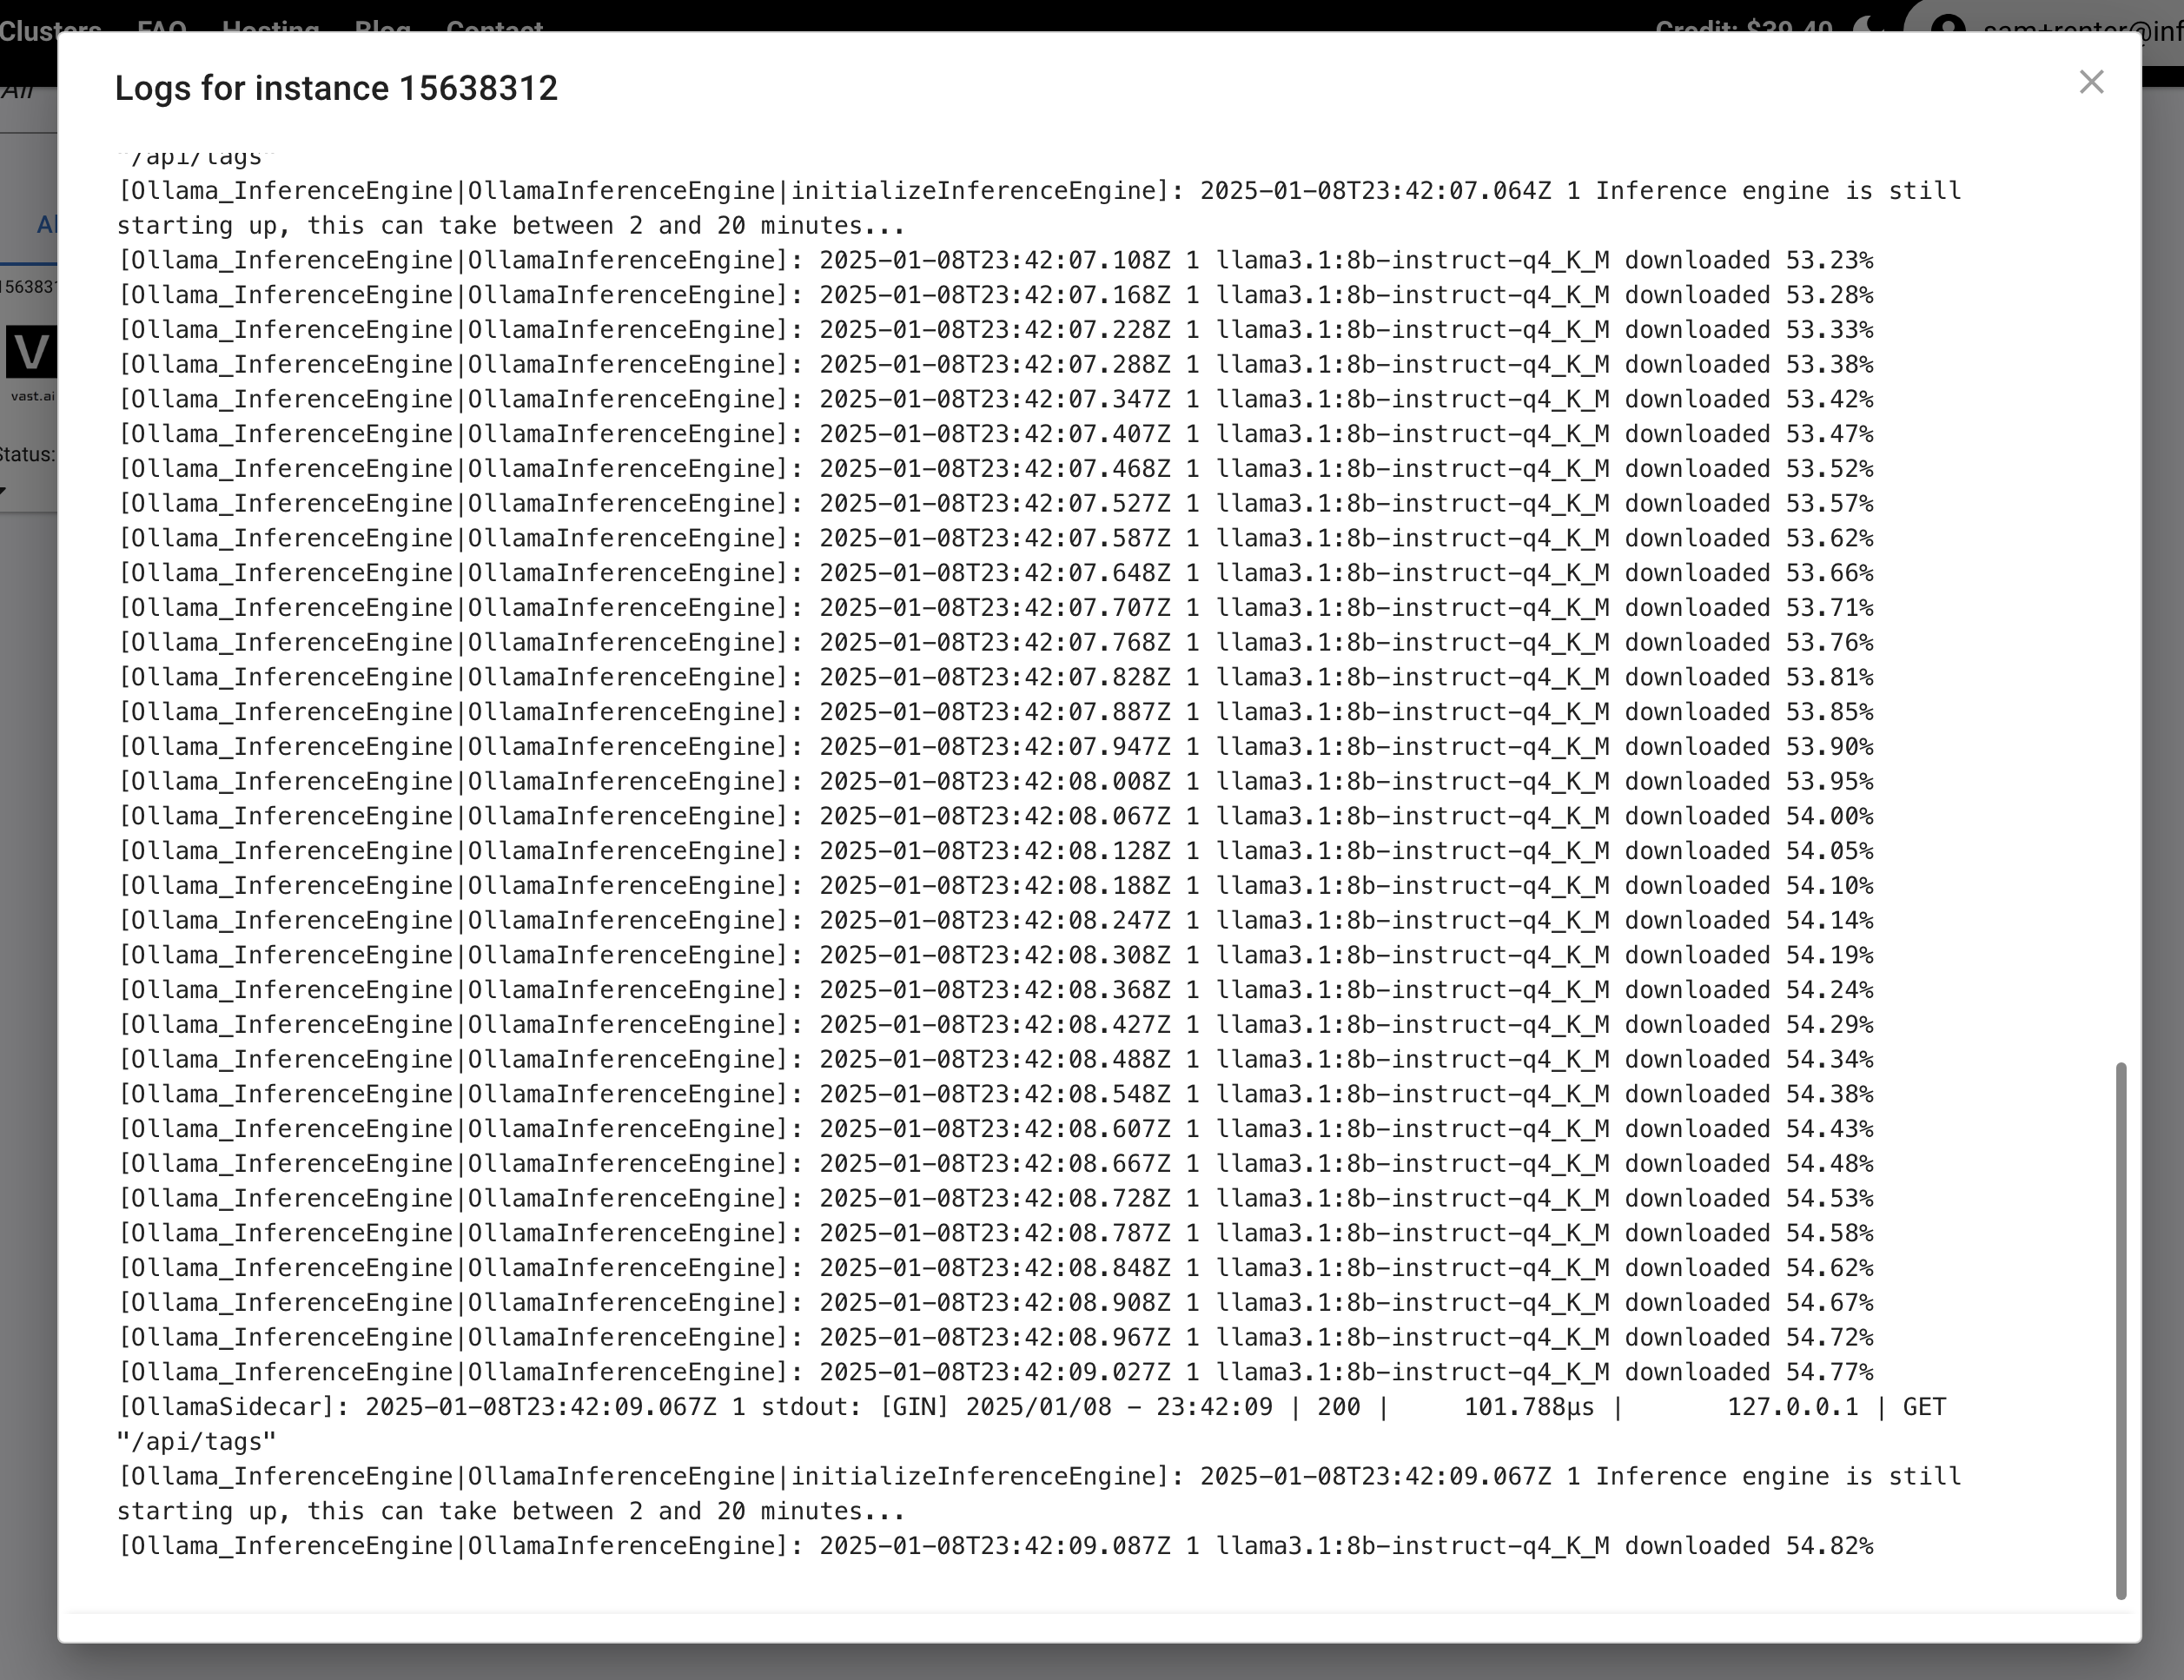 Clusters FAQ Hosting Blog Contact Credit: $39.40
All
Logs for instance 15638312
"/api/tags"
[Ollama_InferenceEngine|OllamaInferenceEngine|initializeInferenceEngine]: 2025-01-08T23:42:07.064Z 1 Inference engine is still
starting up, this can take between 2 and 20 minutes...
[Ollama_InferenceEngine|OllamaInferenceEngine]: 2025-01-08T23:42:07.108Z 1 llama3.1:8b-instruct-q4_K_M downloaded 53.23%
[Ollama_InferenceEngine|OllamaInferenceEngine]: 2025-01-08T23:42:07.168Z 1 llama3.1:8b-instruct-q4_K_M downloaded 53.28%
[Ollama_InferenceEngine|OllamaInferenceEngine]: 2025-01-08T23:42:07.228Z 1 llama3.1:8b-instruct-q4_K_M downloaded 53.33%
[Ollama_InferenceEngine|OllamaInferenceEngine]: 2025-01-08T23:42:07.288Z 1 llama3.1:8b-instruct-q4_K_M downloaded 53.38%
[Ollama_InferenceEngine|OllamaInferenceEngine]: 2025-01-08T23:42:07.347Z 1 llama3.1:8b-instruct-q4_K_M downloaded 53.42%
[Ollama_InferenceEngine|OllamaInferenceEngine]: 2025-01-08T23:42:07.407Z 1 llama3.1:8b-instruct-q4_K_M downloaded 53.47%
[Ollama_InferenceEngine|OllamaInferenceEngine]: 2025-01-08T23:42:07.468Z 1 llama3.1:8b-instruct-q4_K_M downloaded 53.52%
[Ollama_InferenceEngine|OllamaInferenceEngine]: 2025-01-08T23:42:07.527Z 1 llama3.1:8b-instruct-q4_K_M downloaded 53.57%
[Ollama_InferenceEngine|OllamaInferenceEngine]: 2025-01-08T23:42:07.587Z 1 llama3.1:8b-instruct-q4_K_M downloaded 53.62%
[Ollama_InferenceEngine|OllamaInferenceEngine]: 2025-01-08T23:42:07.648Z 1 llama3.1:8b-instruct-q4_K_M downloaded 53.66%
[Ollama_InferenceEngine|OllamaInferenceEngine]: 2025-01-08T23:42:07.707Z 1 llama3.1:8b-instruct-q4_K_M downloaded 53.71%
[Ollama_InferenceEngine|OllamaInferenceEngine]: 2025-01-08T23:42:07.768Z 1 llama3.1:8b-instruct-q4_K_M downloaded 53.76%
[Ollama_InferenceEngine|OllamaInferenceEngine]: 2025-01-08T23:42:07.828Z 1 llama3.1:8b-instruct-q4_K_M downloaded 53.81%
[Ollama_InferenceEngine|OllamaInferenceEngine]: 2025-01-08T23:42:07.887Z 1 llama3.1:8b-instruct-q4_K_M downloaded 53.85%
[Ollama_InferenceEngine|OllamaInferenceEngine]: 2025-01-08T23:42:07.947Z 1 llama3.1:8b-instruct-q4_K_M downloaded 53.90%
[Ollama_InferenceEngine|OllamaInferenceEngine]: 2025-01-08T23:42:08.008Z 1 llama3.1:8b-instruct-q4_K_M downloaded 53.95%
[Ollama_InferenceEngine|OllamaInferenceEngine]: 2025-01-08T23:42:08.067Z 1 llama3.1:8b-instruct-q4_K_M downloaded 54.00%
[Ollama_InferenceEngine|OllamaInferenceEngine]: 2025-01-08T23:42:08.128Z 1 llama3.1:8b-instruct-q4_K_M downloaded 54.05%
[Ollama_InferenceEngine|OllamaInferenceEngine]: 2025-01-08T23:42:08.188Z 1 llama3.1:8b-instruct-q4_K_M downloaded 54.10%
[Ollama_InferenceEngine|OllamaInferenceEngine]: 2025-01-08T23:42:08.247Z 1 llama3.1:8b-instruct-q4_K_M downloaded 54.14%
[Ollama_InferenceEngine|OllamaInferenceEngine]: 2025-01-08T23:42:08.308Z 1 llama3.1:8b-instruct-q4_K_M downloaded 54.19%
[Ollama_InferenceEngine|OllamaInferenceEngine]: 2025-01-08T23:42:08.368Z 1 llama3.1:8b-instruct-q4_K_M downloaded 54.24%
[Ollama_InferenceEngine|OllamaInferenceEngine]: 2025-01-08T23:42:08.427Z 1 llama3.1:8b-instruct-q4_K_M downloaded 54.29%
[Ollama_InferenceEngine|OllamaInferenceEngine]: 2025-01-08T23:42:08.488Z 1 llama3.1:8b-instruct-q4_K_M downloaded 54.34%
[Ollama_InferenceEngine|OllamaInferenceEngine]: 2025-01-08T23:42:08.548Z 1 llama3.1:8b-instruct-q4_K_M downloaded 54.38%
[Ollama_InferenceEngine|OllamaInferenceEngine]: 2025-01-08T23:42:08.607Z 1 llama3.1:8b-instruct-q4_K_M downloaded 54.43%
[Ollama_InferenceEngine|OllamaInferenceEngine]: 2025-01-08T23:42:08.667Z 1 llama3.1:8b-instruct-q4_K_M downloaded 54.48%
[Ollama_InferenceEngine|OllamaInferenceEngine]: 2025-01-08T23:42:08.728Z 1 llama3.1:8b-instruct-q4_K_M downloaded 54.53%
[Ollama_InferenceEngine|OllamaInferenceEngine]: 2025-01-08T23:42:08.787Z 1 llama3.1:8b-instruct-q4_K_M downloaded 54.58%
[Ollama_InferenceEngine|OllamaInferenceEngine]: 2025-01-08T23:42:08.848Z 1 llama3.1:8b-instruct-q4_K_M downloaded 54.62%
[Ollama_InferenceEngine|OllamaInferenceEngine]: 2025-01-08T23:42:08.908Z 1 llama3.1:8b-instruct-q4_K_M downloaded 54.67%
[Ollama_InferenceEngine|OllamaInferenceEngine]: 2025-01-08T23:42:08.967Z 1 llama3.1:8b-instruct-q4_K_M downloaded 54.72%
[Ollama_InferenceEngine|OllamaInferenceEngine]: 2025-01-08T23:42:09.027Z 1 llama3.1:8b-instruct-q4_K_M downloaded 54.77%
[OllamaSidecar]: 2025-01-08T23:42:09.067Z 1 stdout: [GIN] 2025/01/08 - 23:42:09 | 200 | 101.788µs | 127.0.0.1 | GET
"/api/tags"
[Ollama_InferenceEngine|OllamaInferenceEngine|initializeInferenceEngine]: 2025-01-08T23:42:09.067Z 1 Inference engine is still
starting up, this can take between 2 and 20 minutes...
[Ollama_InferenceEngine|OllamaInferenceEngine]: 2025-01-08T23:42:09.087Z 1 llama3.1:8b-instruct-q4_K_M downloaded 54.82%
V
vast.ai
Status: